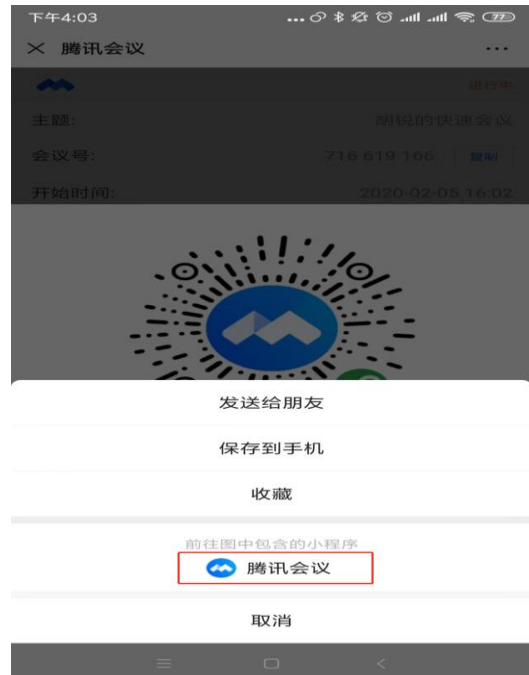 下午4:03
77
腾讯会议
进行中
主题: 胡锐的快速会议
会议号: 716 619 166 复制
开始时间: 2020-02-05 16:02
发送给朋友
保存到手机
收藏
前往图中包含的小程序
腾讯会议
取消